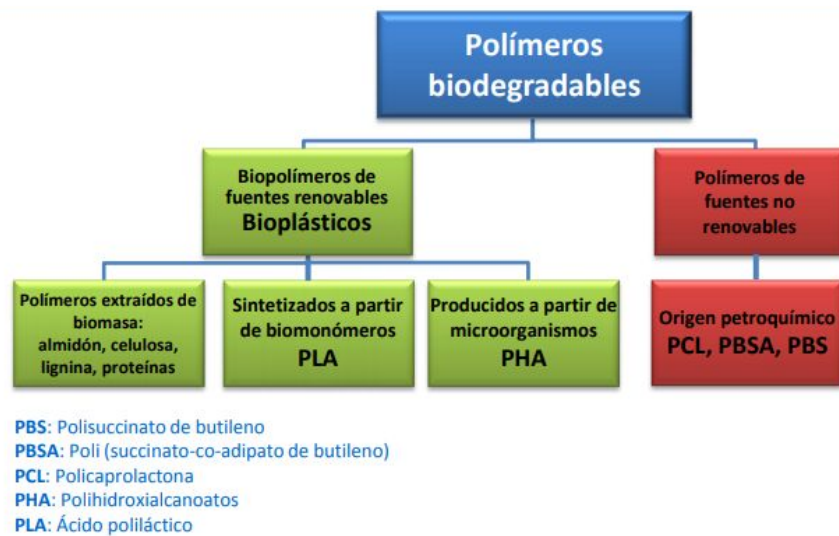 Polímeros
biodegradables
Biopolímeros de
fuentes renovables
Bioplásticos
Polímeros de
fuentes no
renovables
Polímeros extraídos de
biomasa:
almidón, celulosa,
lignina, proteínas
Sintetizados a partir
de biomonómeros
PLA
Producidos a partir de
microorganismos
PHA
Origen petroquímico
PCL, PBSA, PBS
PBS: Polisuccinato de butileno
PBSA: Poli (succinato-co-adipato de butileno)
PCL: Policaprolactona
PHA: Polihidroxialcanoatos
PLA: Ácido poliláctico